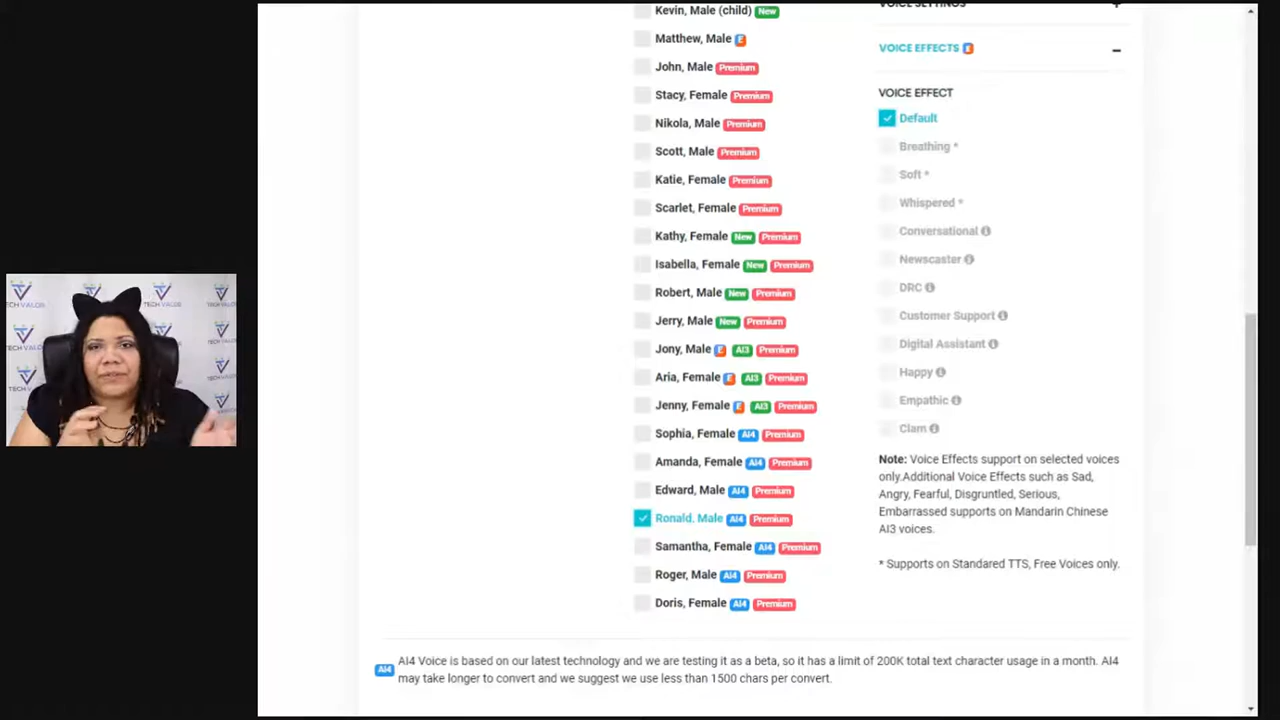 Kevin, Male (child) New
Matthew, Male E
John, Male Premium
Stacy, Female Premium
Nikola, Male Premium
Scott, Male Premium
Katie, Female Premium
Scarlet, Female Premium
Kathy, Female New Premium
Isabella, Female New Premium
Robert, Male New Premium
Jerry, Male New Premium
Jony, Male E AI3 Premium
Aria, Female E AI3 Premium
Jenny, Female E AI3 Premium
Sophia, Female AI4 Premium
Amanda, Female AI4 Premium
Edward, Male AI4 Premium
Ronald, Male AI4 Premium
Samantha, Female AI4 Premium
Roger, Male AI4 Premium
Doris, Female AI4 Premium
VOICE SETTINGS +
VOICE EFFECTS E −
VOICE EFFECT
Default
Breathing *
Soft *
Whispered *
Conversational
Newscaster
DRC
Customer Support
Digital Assistant
Happy
Empathic
Clam
Note: Voice Effects support on selected voices
only.Additional Voice Effects such as Sad,
Angry, Fearful, Disgruntled, Serious,
Embarrassed supports on Mandarin Chinese
AI3 voices.
* Supports on Standared TTS, Free Voices only.
AI4 AI4 Voice is based on our latest technology and we are testing it as a beta, so it has a limit of 200K total text character usage in a month. AI4
may take longer to convert and we suggest we use less than 1500 chars per convert.
TECH VALOR